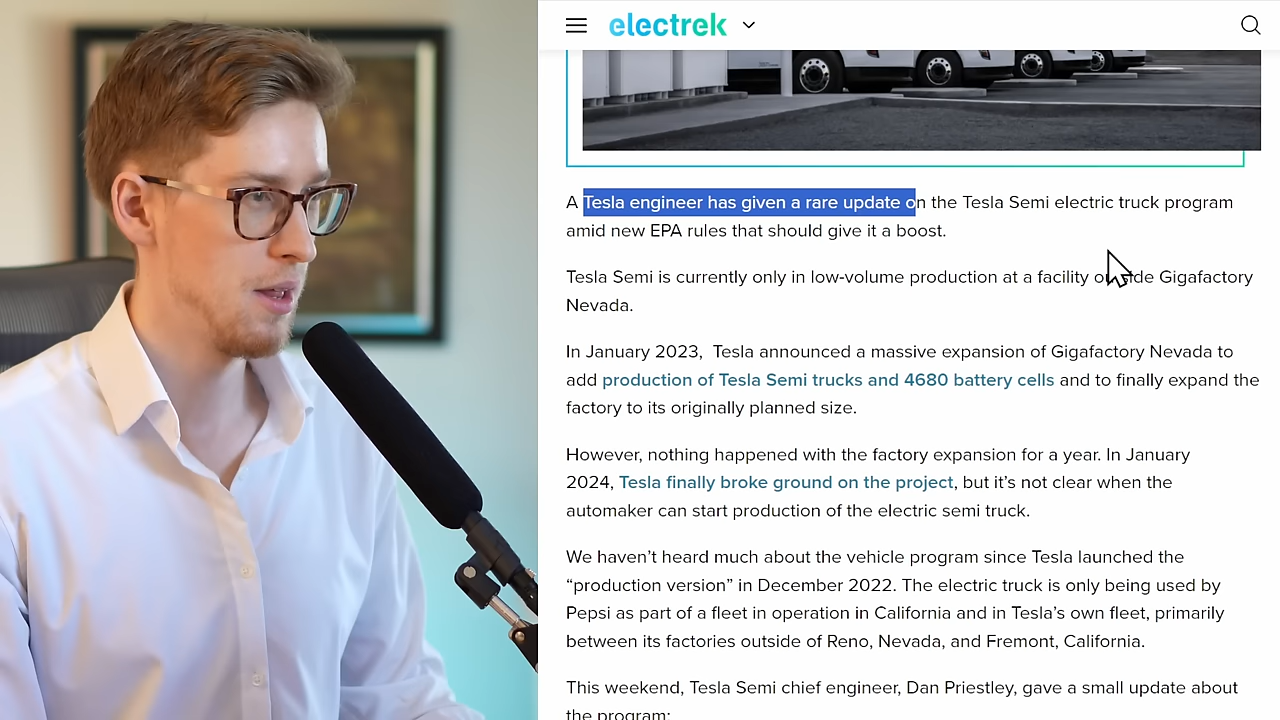 electrek
A Tesla engineer has given a rare update on the Tesla Semi electric truck program
amid new EPA rules that should give it a boost.
Tesla Semi is currently only in low-volume production at a facility outside Gigafactory
Nevada.
In January 2023, Tesla announced a massive expansion of Gigafactory Nevada to
add production of Tesla Semi trucks and 4680 battery cells and to finally expand the
factory to its originally planned size.
However, nothing happened with the factory expansion for a year. In January
2024, Tesla finally broke ground on the project, but it’s not clear when the
automaker can start production of the electric semi truck.
We haven’t heard much about the vehicle program since Tesla launched the
“production version” in December 2022. The electric truck is only being used by
Pepsi as part of a fleet in operation in California and in Tesla’s own fleet, primarily
between its factories outside of Reno, Nevada, and Fremont, California.
This weekend, Tesla Semi chief engineer, Dan Priestley, gave a small update about
the program: